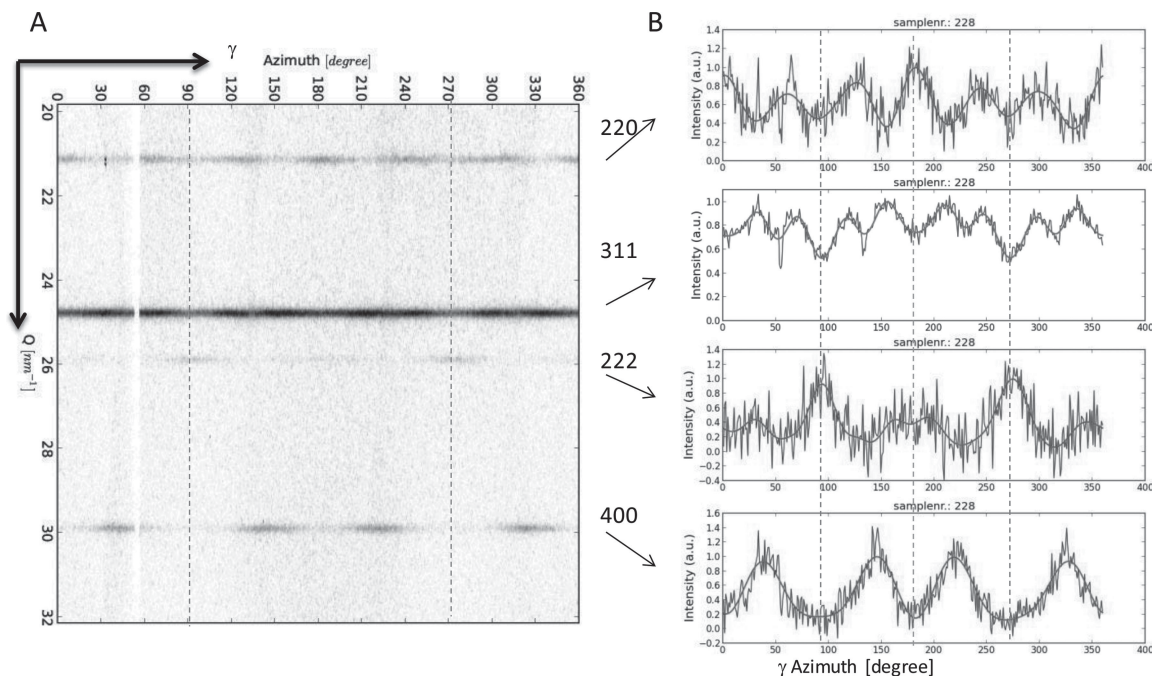 A
γ
Azimuth [degree]
0 30 60 90 120 150 180 210 240 270 300 330 360
20
22
24
26
28
30
32
Q [nm⁻¹]
220
311
222
400
B
samplenr.: 228
Intensity (a.u.)
1.4
1.2
1.0
0.8
0.6
0.4
0.2
0.0
0 50 100 150 200 250 300 350 400
samplenr.: 228
Intensity (a.u.)
1.0
0.8
0.6
0.4
0.2
0.0
0 50 100 150 200 250 300 350 400
samplenr.: 228
Intensity (a.u.)
1.4
1.2
1.0
0.8
0.6
0.4
0.2
0.0
−0.2
−0.4
0 50 100 150 200 250 300 350 400
samplenr.: 228
Intensity (a.u.)
1.6
1.4
1.2
1.0
0.8
0.6
0.4
0.2
0.0
−0.2
0 50 100 150 200 250 300 350 400
γ Azimuth [degree]